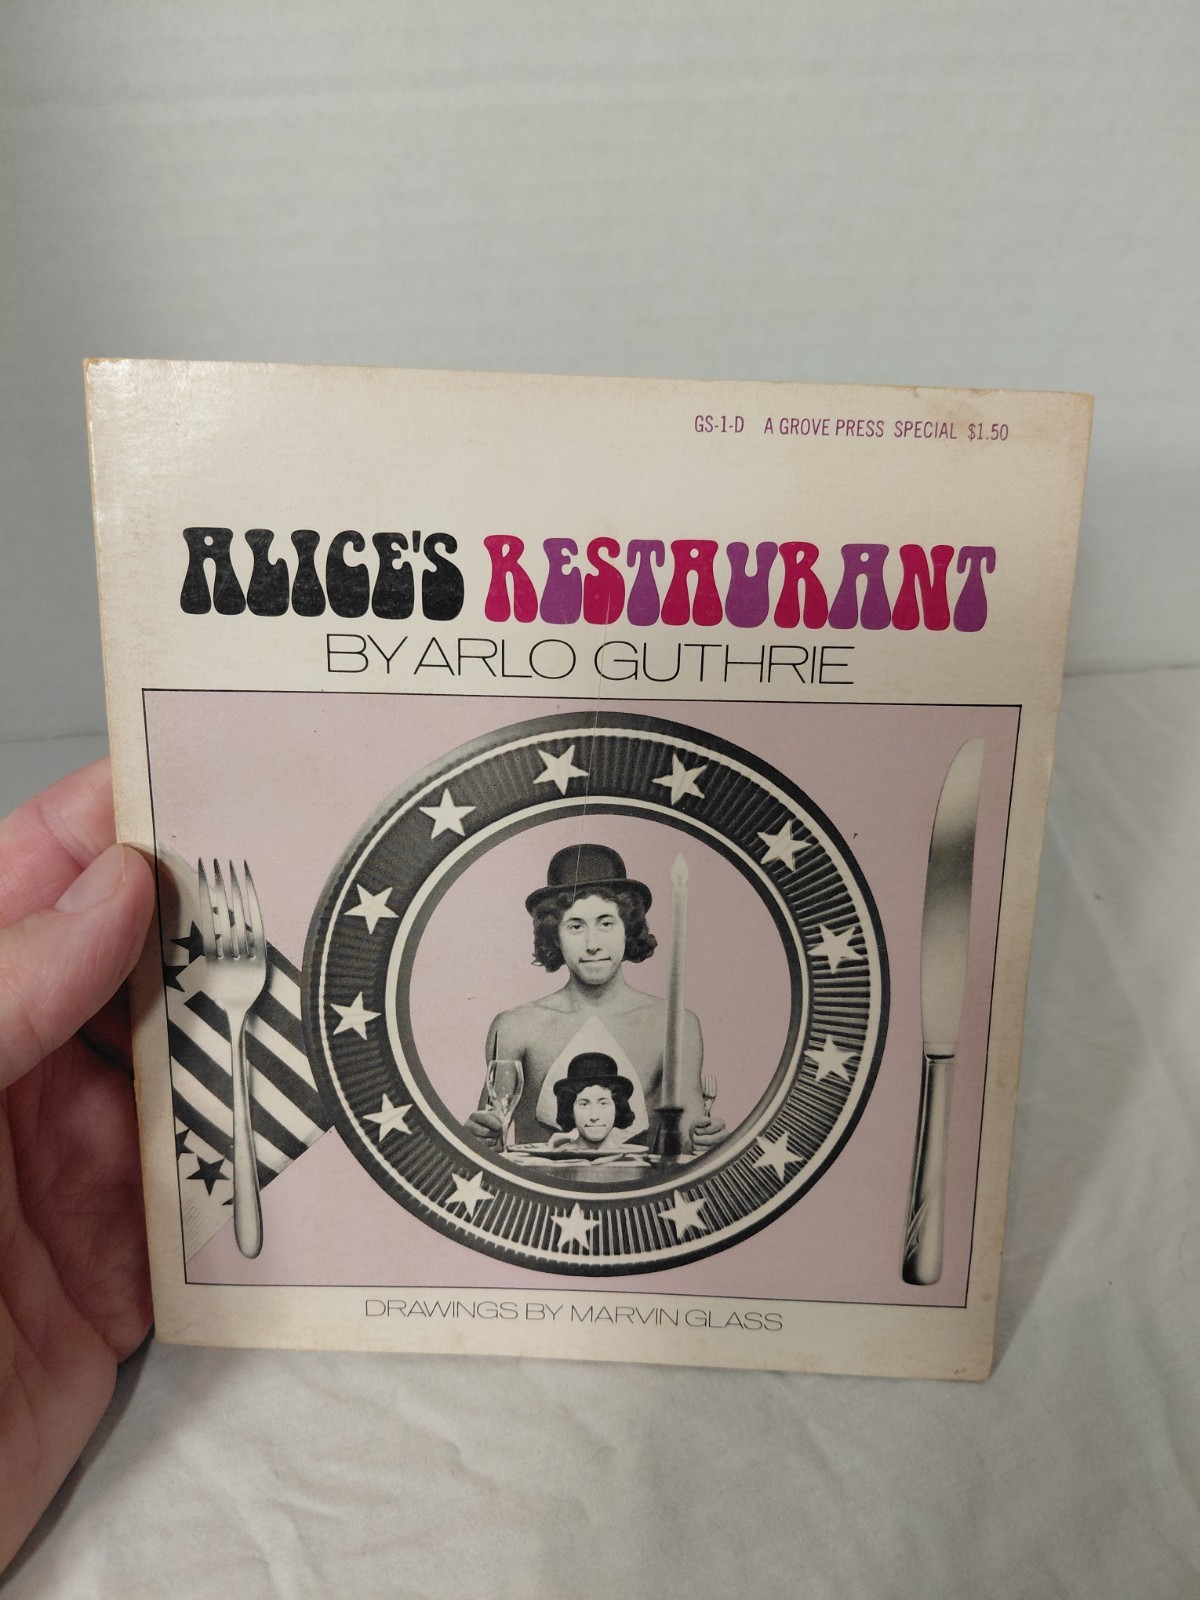 GS-1-D A GROVE PRESS SPECIAL $1.50
ALICE'S RESTAURANT
BY ARLO GUTHRIE
DRAWINGS BY MARVIN GLASS